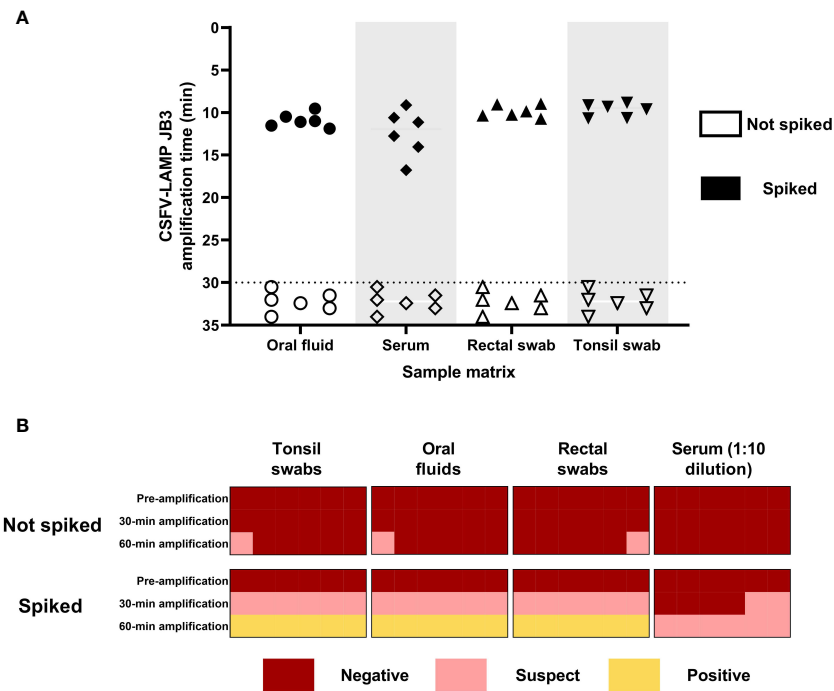 A
CSFV-LAMP JB3
amplification time (min)
0
5
10
15
20
25
30
35
Oral fluid
Serum
Rectal swab
Tonsil swab
Sample matrix
Not spiked
Spiked
B
Tonsil
swabs
Oral
fluids
Rectal
swabs
Serum (1:10
dilution)
Not spiked
Pre-amplification
30-min amplification
60-min amplification
Spiked
Pre-amplification
30-min amplification
60-min amplification
Negative
Suspect
Positive